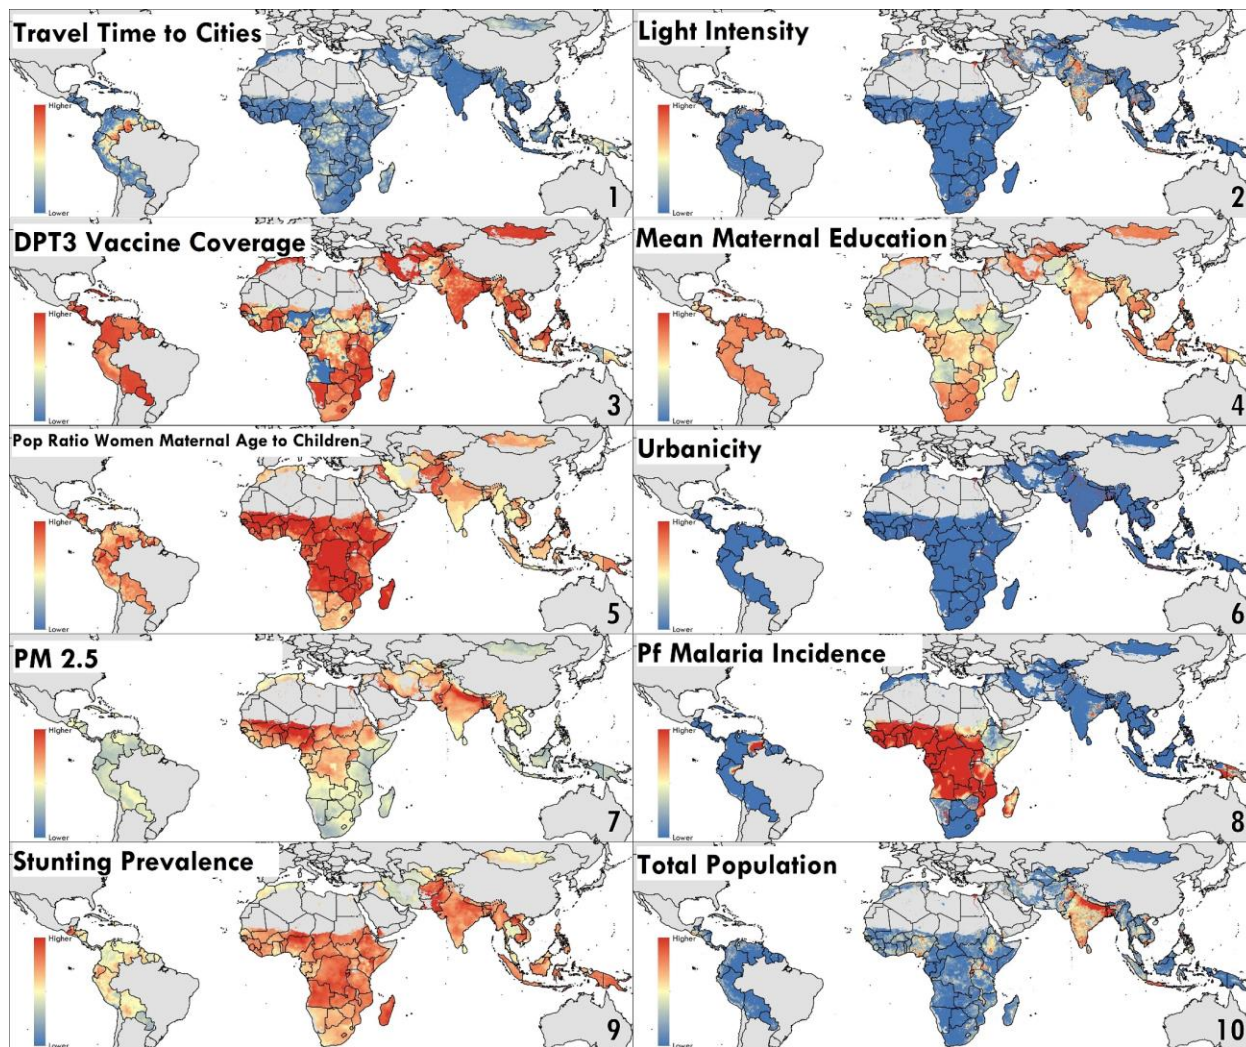 Travel Time to Cities
Higher
Lower
1
Light Intensity
Higher
Lower
2
DPT3 Vaccine Coverage
Higher
Lower
3
Mean Maternal Education
Higher
Lower
4
Pop Ratio Women Maternal Age to Children
Higher
Lower
5
Urbanicity
Higher
Lower
6
PM 2.5
Higher
Lower
7
Pf Malaria Incidence
Higher
Lower
8
Stunting Prevalence
Higher
Lower
9
Total Population
Higher
Lower
10